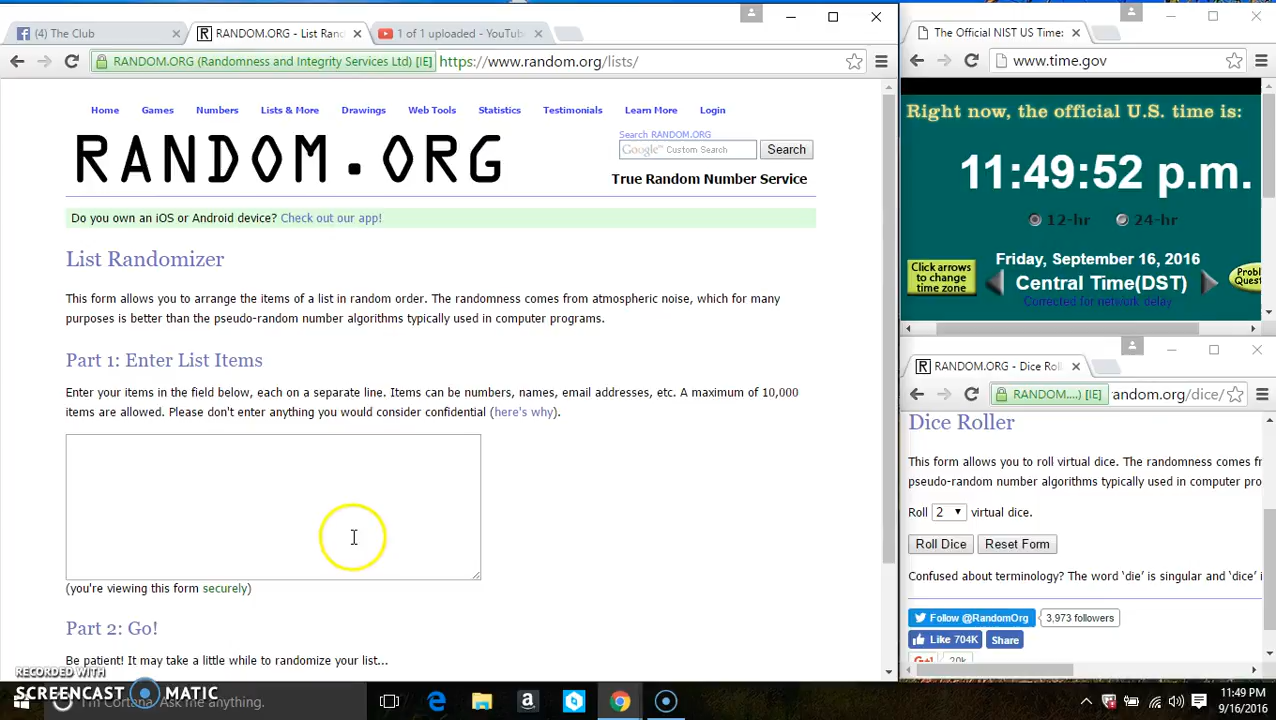 (4) The Club
RANDOM.ORG - List Rand
1 of 1 uploaded - YouTube
RANDOM.ORG (Randomness and Integrity Services Ltd) [IE]
https://www.random.org/lists/
Home Games Numbers Lists & More Drawings Web Tools Statistics Testimonials Learn More Login
RANDOM.ORG
Search RANDOM.ORG
Google™ Custom Search
Search
True Random Number Service
Do you own an iOS or Android device? Check out our app!
List Randomizer
This form allows you to arrange the items of a list in random order. The randomness comes from atmospheric noise, which for many
purposes is better than the pseudo-random number algorithms typically used in computer programs.
Part 1: Enter List Items
Enter your items in the field below, each on a separate line. Items can be numbers, names, email addresses, etc. A maximum of 10,000
items are allowed. Please don't enter anything you would consider confidential (here's why).
(you're viewing this form securely)
Part 2: Go!
Be patient! It may take a little while to randomize your list...
The Official NIST US Time:
www.time.gov
Right now, the official U.S. time is:
11:49:52 p.m.
12-hr 24-hr
Click arrows
to change
time zone
Friday, September 16, 2016
Central Time(DST)
Corrected for network delay
Probl
Quest
RANDOM.ORG - Dice Roll
RANDOM....) [IE]
andom.org/dice/
Dice Roller
This form allows you to roll virtual dice. The randomness comes f
pseudo-random number algorithms typically used in computer pro
Roll 2 virtual dice.
Roll Dice
Reset Form
Confused about terminology? The word 'die' is singular and 'dice' i
Follow @RandomOrg
3,973 followers
Like 704K
Share
G+1
20k
RECORDED WITH
SCREENCAST MATIC
I'm Cortana. Ask me anything.
11:49 PM
9/16/2016